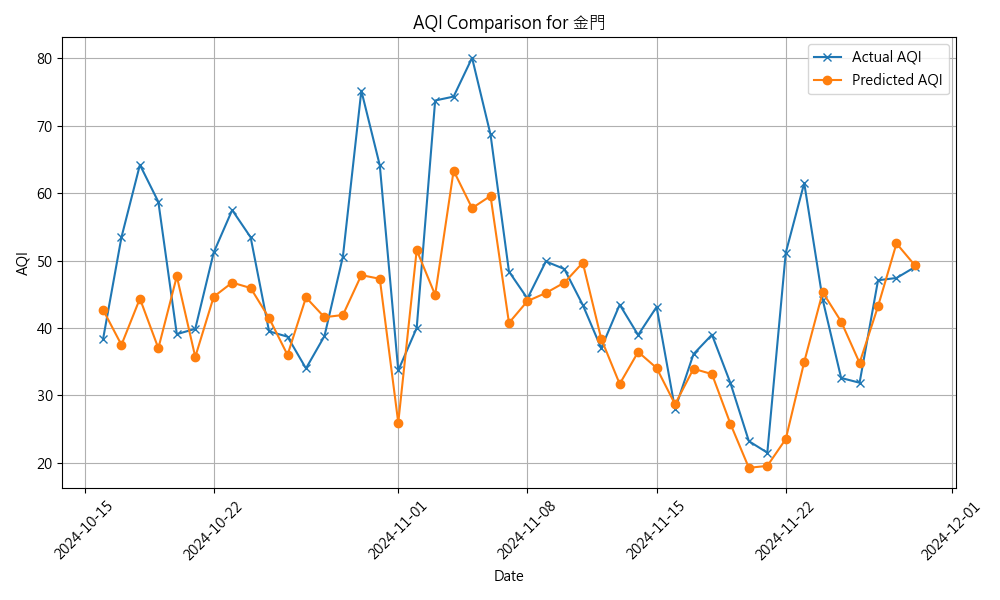 AQI Comparison for 金門
Actual AQI
Predicted AQI
AQI
80
70
60
50
40
30
20
2024-10-15
2024-10-22
2024-11-01
2024-11-08
2024-11-15
2024-11-22
2024-12-01
Date